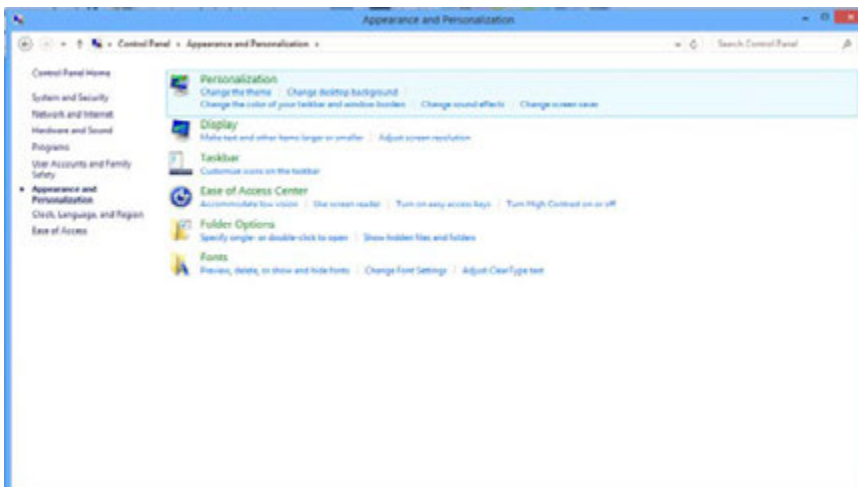 Appearance and Personalization
Control Panel Appearance and Personalization
Search Control Panel
Control Panel Home
System and Security
Network and Internet
Hardware and Sound
Programs
User Accounts and Family
Safety
Appearance and
Personalization
Clock, Language, and Region
Ease of Access
Personalization
Change the theme Change desktop background
Change the color of your taskbar and window borders Change sound effects Change screen saver
Display
Make text and other items larger or smaller Adjust screen resolution
Taskbar
Customize icons on the taskbar
Ease of Access Center
Accommodate low vision Use screen reader Turn on easy access keys Turn High Contrast on or off
Folder Options
Specify single- or double-click to open Show hidden files and folders
Fonts
Preview, delete, or show and hide fonts Change Font Settings Adjust ClearType text